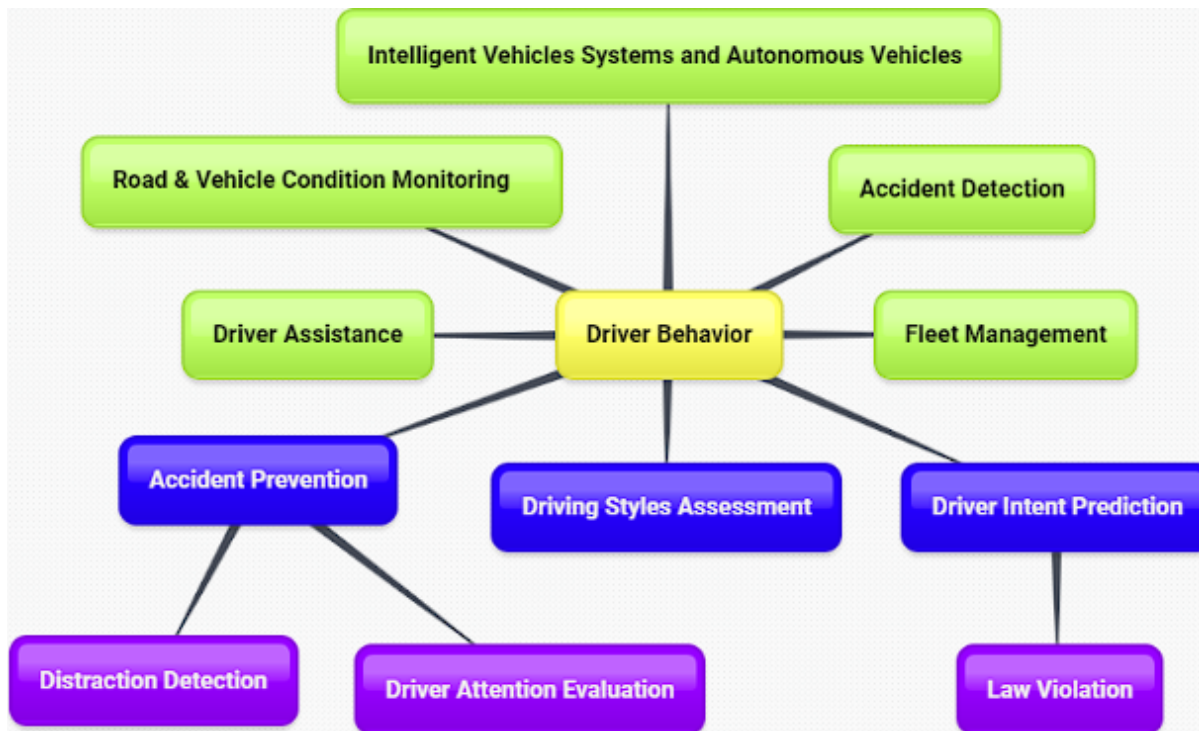 Intelligent Vehicles Systems and Autonomous Vehicles
Road & Vehicle Condition Monitoring
Accident Detection
Driver Assistance
Driver Behavior
Fleet Management
Accident Prevention
Driving Styles Assessment
Driver Intent Prediction
Distraction Detection
Driver Attention Evaluation
Law Violation